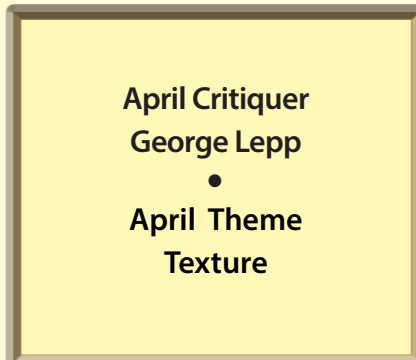 April Critiquer
George Lepp
•
April Theme
Texture